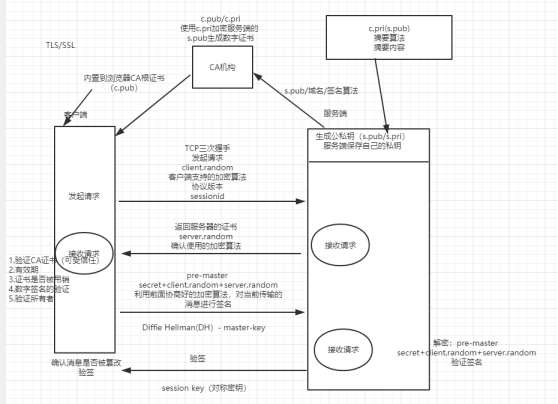 c.pub/c.pri
使用c.pri加密服务端的
s.pub生成数字证书
c.pri(s.pub)
摘要算法
摘要内容
TLS/SSL
CA机构
内置到浏览器CA根证书
(c.pub)
s.pub/域名/签名算法
客户端
服务端
生成公私钥（s.pub/s.pri）
服务端保存自己的私钥
TCP三次握手
发起请求
client.random
客户端支持的加密算法
协议版本
sessionid
发起请求
返回服务器的证书
server.random
确认使用的加密算法
接收请求
接收请求
1.验证CA证书（可受信任）
2.有效期
3.证书是否被吊销
4.数字签名的验证
5.验证所有者
pre-master
secret+client.random+server.random
利用前面协商好的加密算法，对当前传输的
消息进行签名
Diffie Hellman(DH) - master-key
接收请求
解密：pre-master
secret+client.random+server.random
验证签名
确认消息是否被篡改
验签
验签
session key（对称密钥）